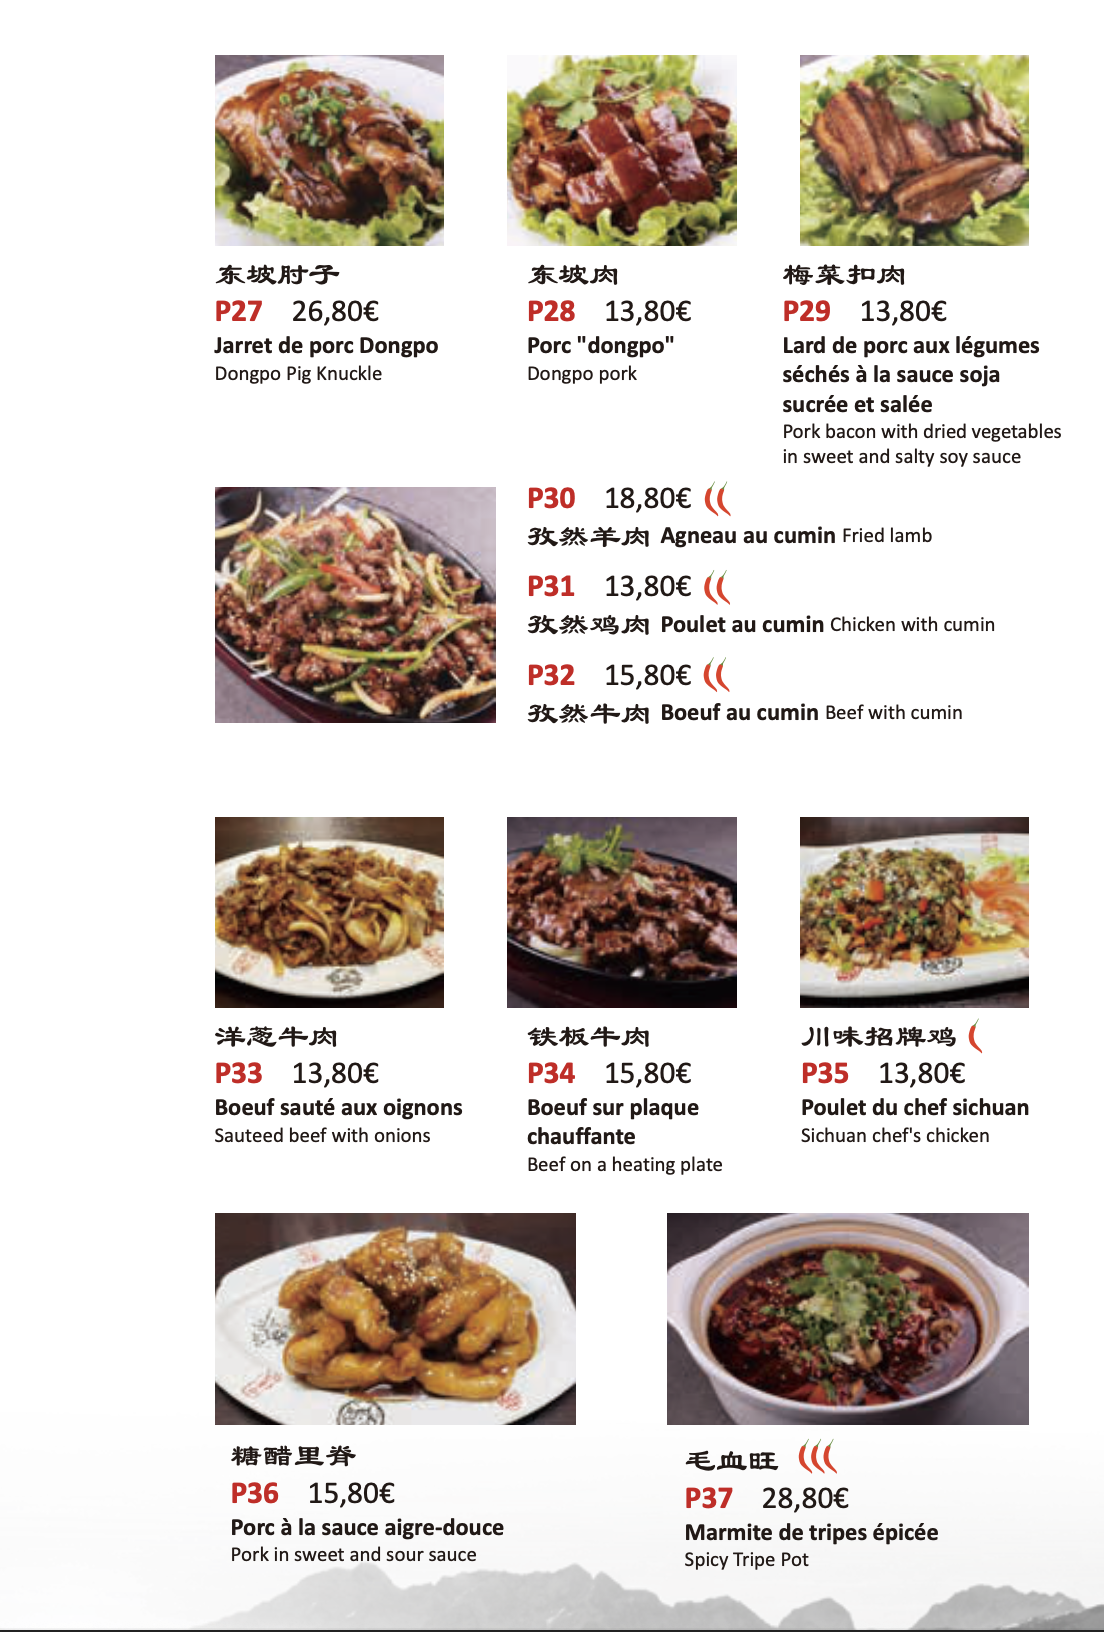 东坡肘子
P27 26,80€
Jarret de porc Dongpo
Dongpo Pig Knuckle
东坡肉
P28 13,80€
Porc "dongpo"
Dongpo pork
梅菜扣肉
P29 13,80€
Lard de porc aux légumes
séchés à la sauce soja
sucrée et salée
Pork bacon with dried vegetables
in sweet and salty soy sauce
P30 18,80€
孜然羊肉 Agneau au cumin Fried lamb
P31 13,80€
孜然鸡肉 Poulet au cumin Chicken with cumin
P32 15,80€
孜然牛肉 Boeuf au cumin Beef with cumin
洋葱牛肉
P33 13,80€
Boeuf sauté aux oignons
Sauteed beef with onions
铁板牛肉
P34 15,80€
Boeuf sur plaque
chauffante
Beef on a heating plate
川味招牌鸡
P35 13,80€
Poulet du chef sichuan
Sichuan chef's chicken
糖醋里脊
P36 15,80€
Porc à la sauce aigre-douce
Pork in sweet and sour sauce
毛血旺
P37 28,80€
Marmite de tripes épicée
Spicy Tripe Pot